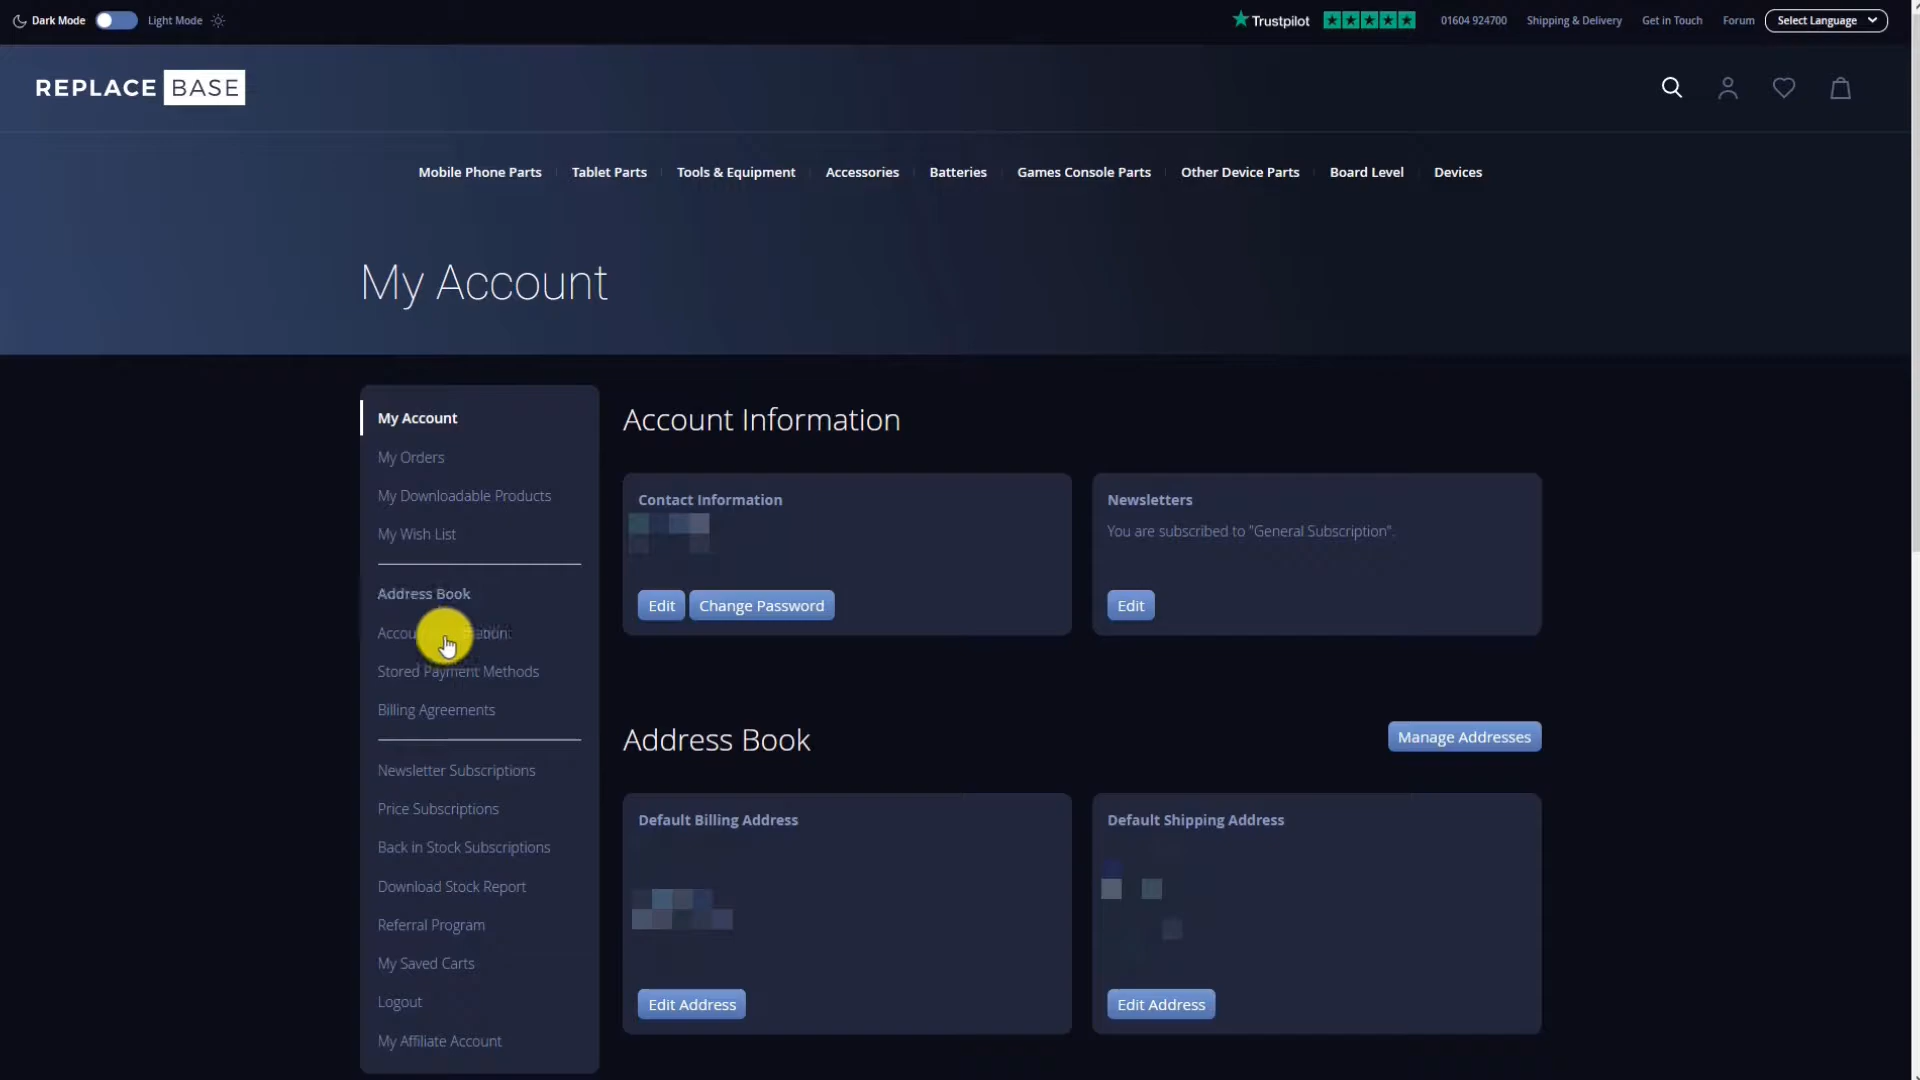 Dark Mode Light Mode
Trustpilot 01604 924700 Shipping & Delivery Get in Touch Forum Select Language
REPLACE BASE
Mobile Phone Parts Tablet Parts Tools & Equipment Accessories Batteries Games Console Parts Other Device Parts Board Level Devices
My Account
My Account
My Orders
My Downloadable Products
My Wish List
Address Book
Stored Payment Methods
Billing Agreements
Newsletter Subscriptions
Price Subscriptions
Back in Stock Subscriptions
Download Stock Report
Referral Program
My Saved Carts
Logout
My Affiliate Account
Account Information
Contact Information
Edit Change Password
Newsletters
You are subscribed to "General Subscription".
Edit
Address Book
Manage Addresses
Default Billing Address
Edit Address
Default Shipping Address
Edit Address